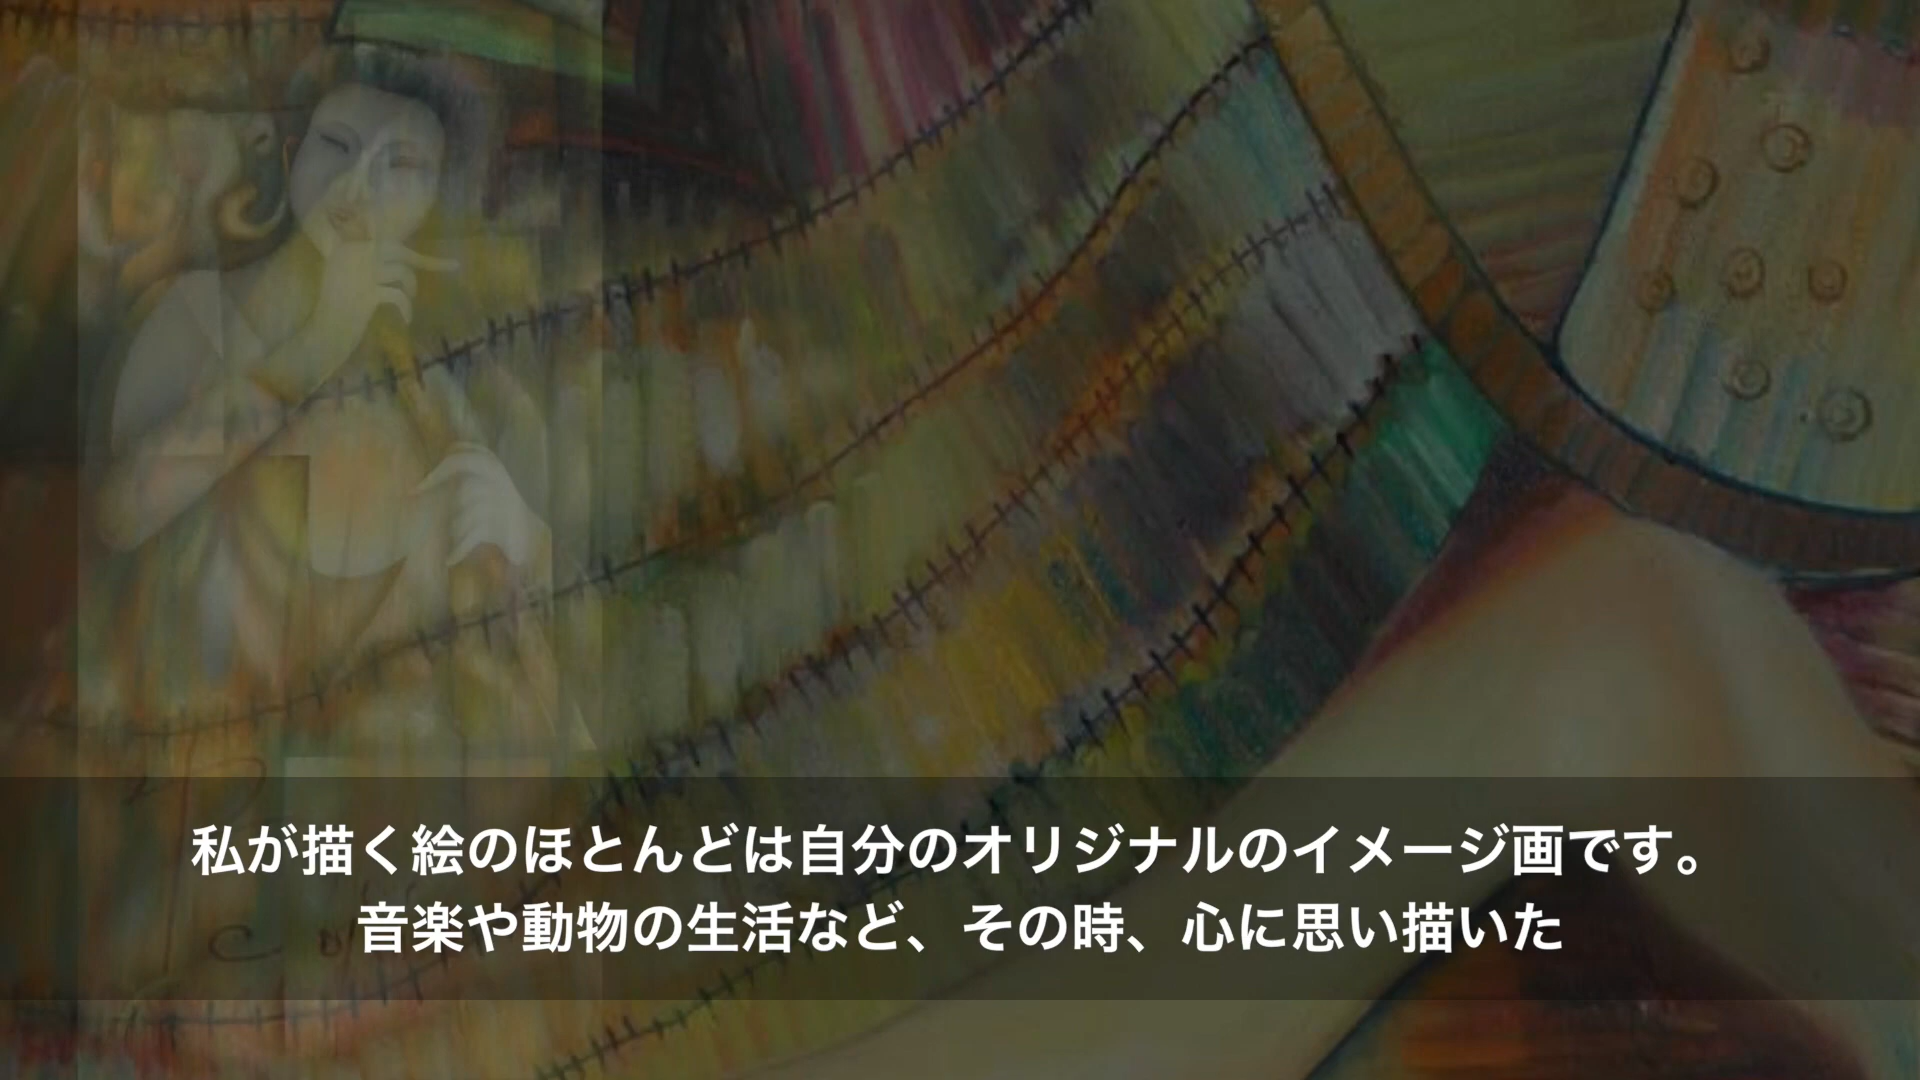 私が描く絵のほとんどは自分のオリジナルのイメージ画です。
音楽や動物の生活など、その時、心に思い描いた